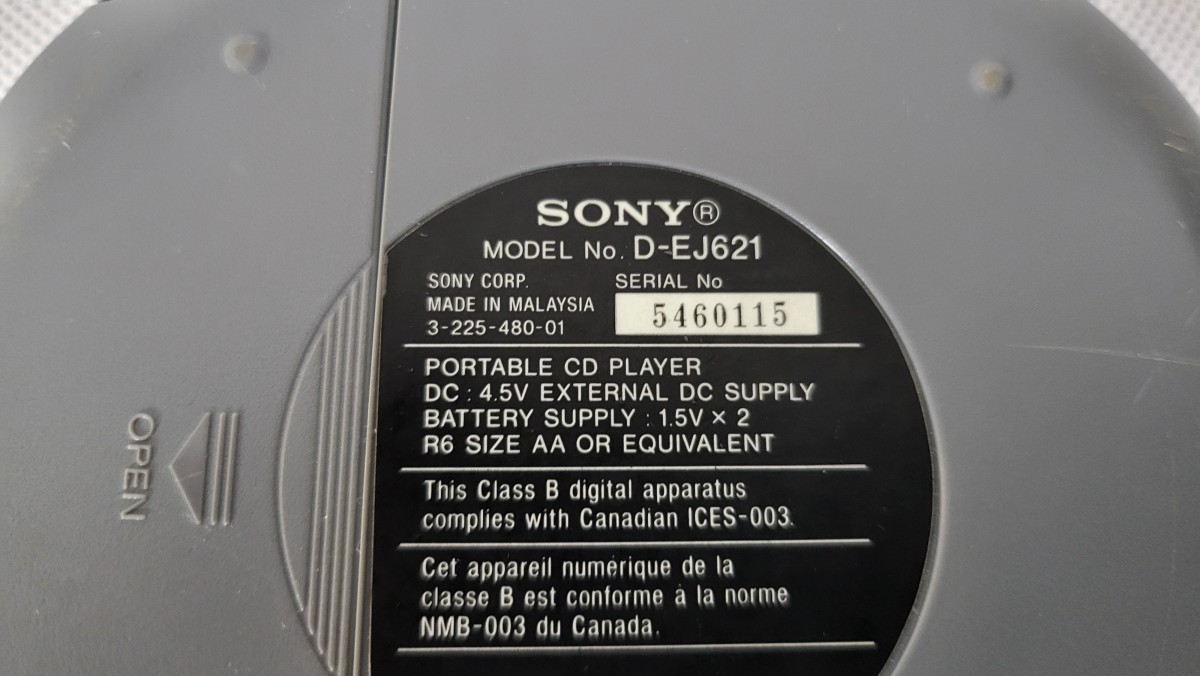 SONY®
MODEL No. D-EJ621
SONY CORP.
MADE IN MALAYSIA
3-225-480-01
SERIAL No
5460115
PORTABLE CD PLAYER
DC : 4.5V EXTERNAL DC SUPPLY
BATTERY SUPPLY : 1.5V × 2
R6 SIZE AA OR EQUIVALENT
This Class B digital apparatus
complies with Canadian ICES-003.
Cet appareil numérique de la
classe B est conforme à la norme
NMB-003 du Canada.
OPEN